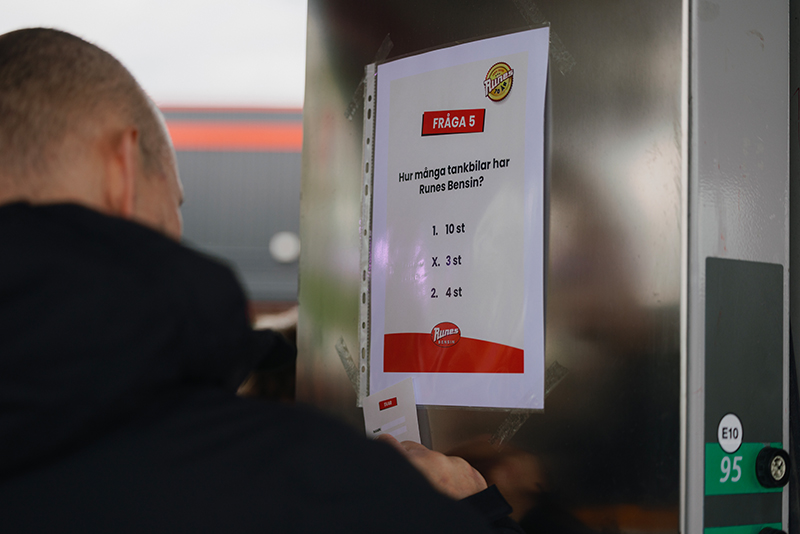 Runes
FRÅGA 5
Hur många tankbilar har
Runes Bensin?
1. 10 st
X. 3 st
2. 4 st
Runes
BENSIN
E10
95